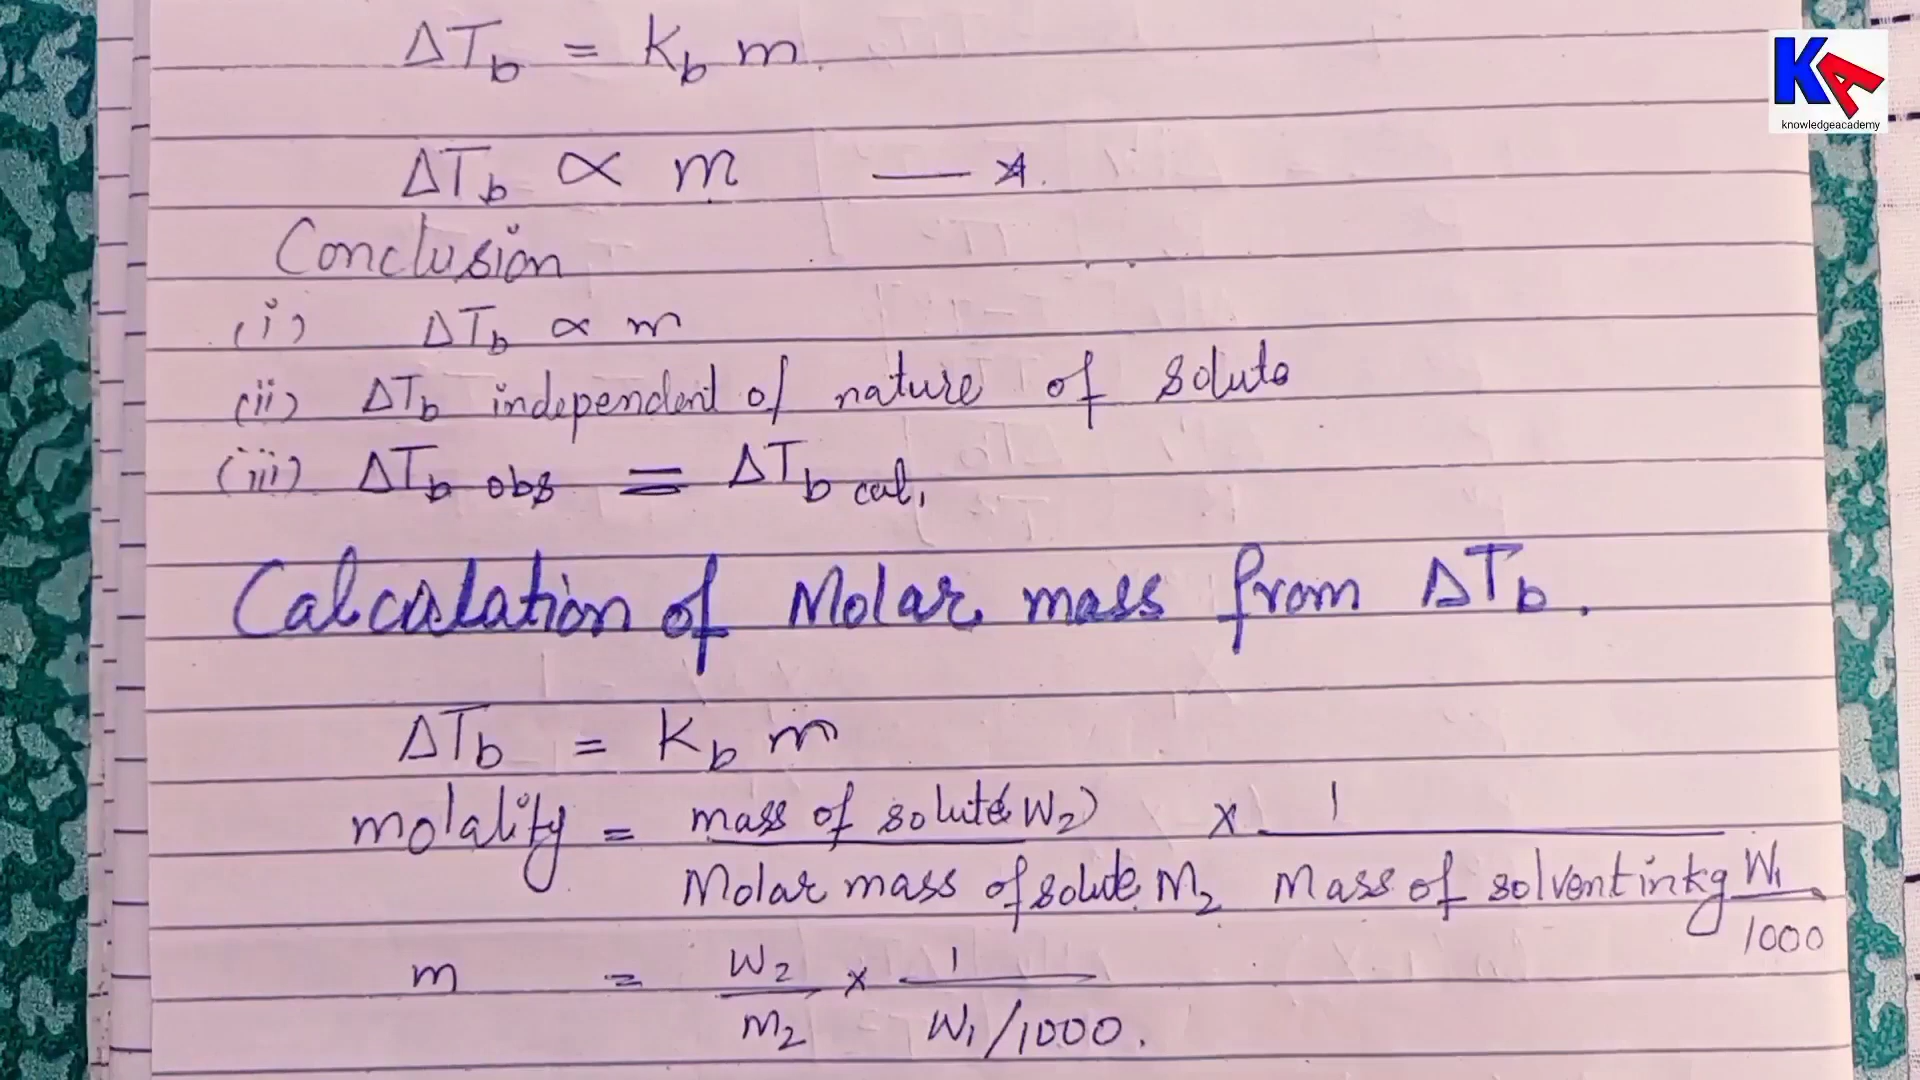 ΔTb = Kb m.
KA
knowledgeacademy
ΔTb ∝ m —
Conclusion
(i) ΔTb ∝ m
(ii) ΔTb independent of nature of solute
(iii) ΔTb obs = ΔTb cal.
Calculation of Molar mass from ΔTb.
ΔTb = Kb m
molality = mass of solute (W2) × 1
Molar mass of solute M2 Mass of solvent in kg W1
1000
m = W2 × 1
M2 W1/1000.